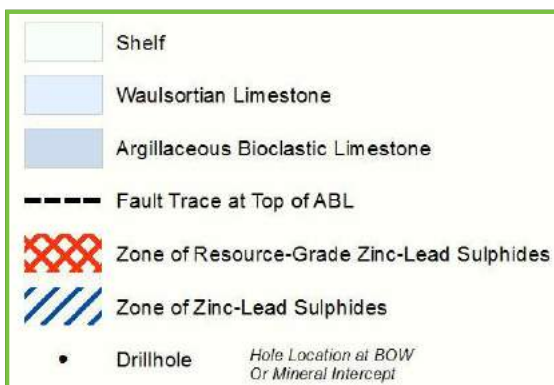 Shelf
Waulsortian Limestone
Argillaceous Bioclastic Limestone
Fault Trace at Top of ABL
Zone of Resource-Grade Zinc-Lead Sulphides
Zone of Zinc-Lead Sulphides
Drillhole Hole Location at BOW
Or Mineral Intercept